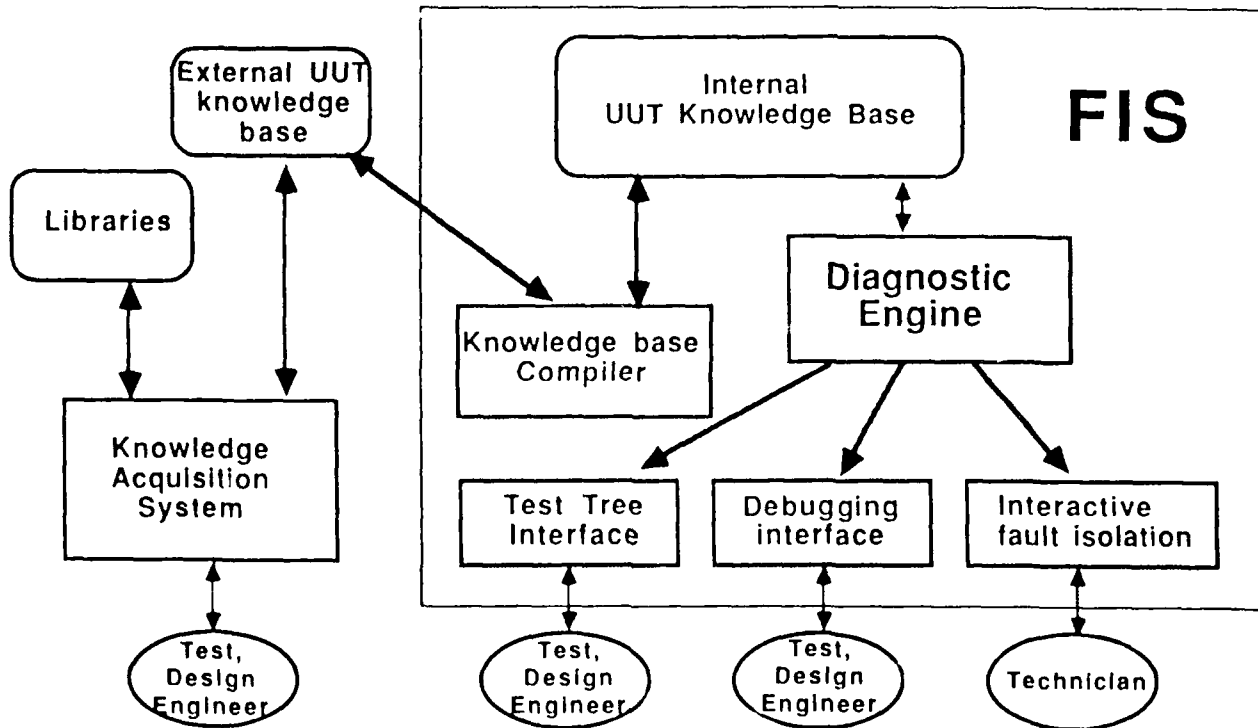 External UUT
knowledge
base
Internal
UUT Knowledge Base
FIS
Libraries
Diagnostic
Engine
Knowledge base
Compiler
Knowledge
Acquisition
System
Test Tree
Interface
Debugging
interface
Interactive
fault isolation
Test,
Design
Engineer
Test,
Design
Engineer
Test,
Design
Engineer
Technician